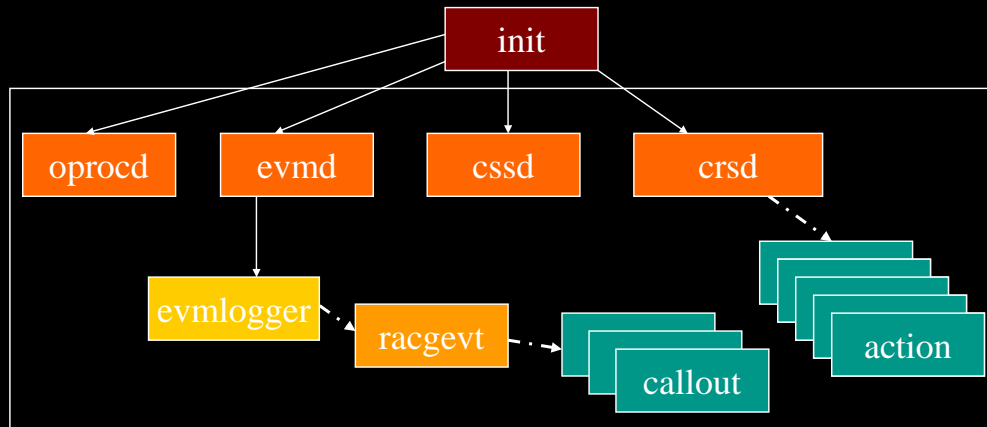 init
oprocd
evmd
cssd
crsd
evmlogger
racgevt
callout
action